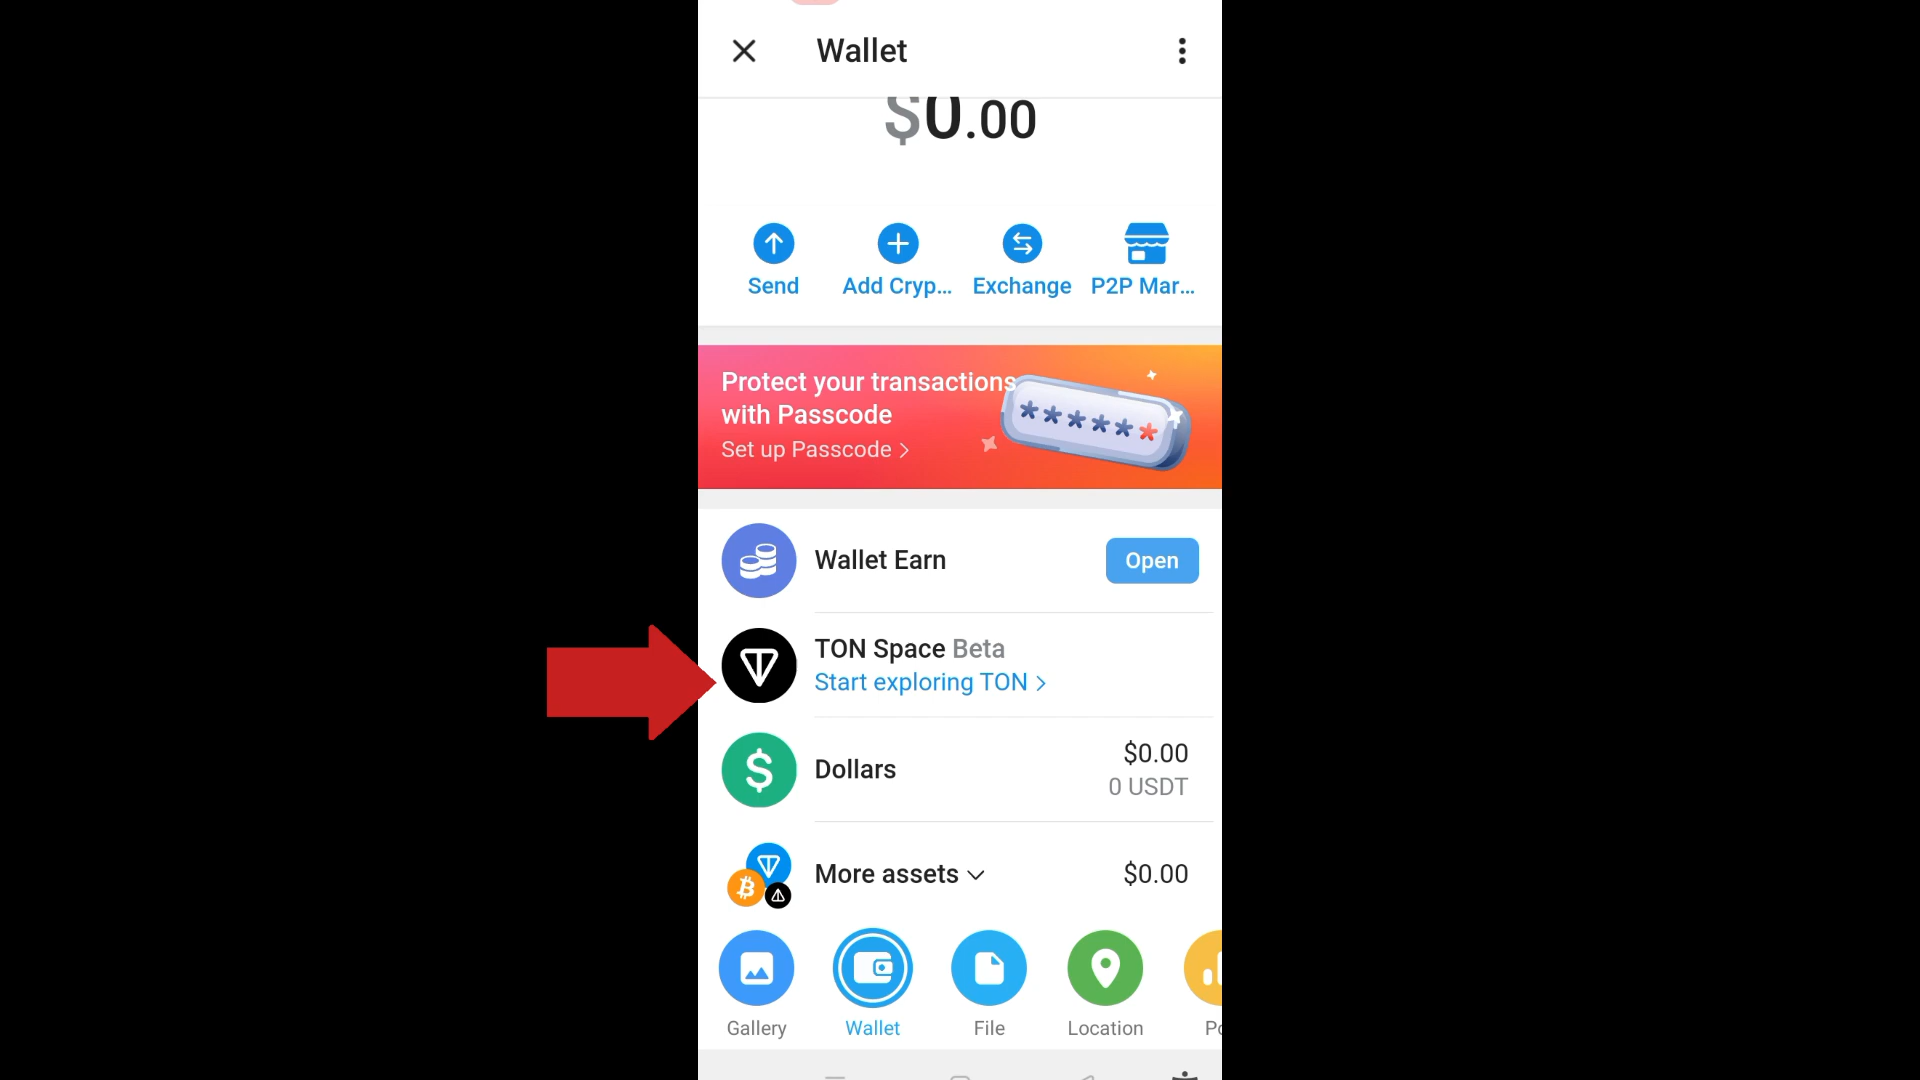 Wallet
$0.00
Send
Add Cryp...
Exchange
P2P Mar...
Protect your transactions
with Passcode
Set up Passcode
******
Wallet Earn
Open
TON Space Beta
Start exploring TON
Dollars
$0.00
0 USDT
More assets
$0.00
Gallery
Wallet
File
Location